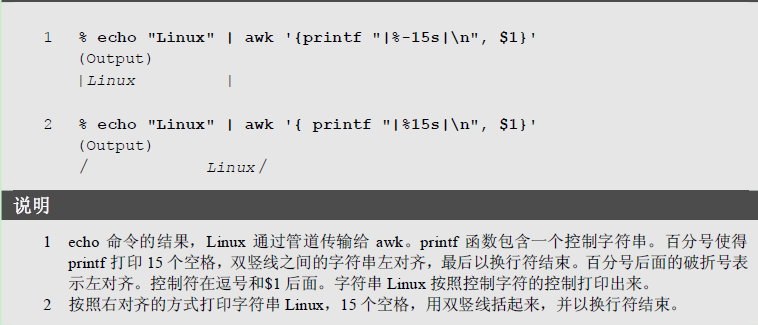 1 % echo "Linux" | awk '{printf "|%-15s|\n", $1}'
(Output)
|Linux          |
2 % echo "Linux" | awk '{ printf "|%15s|\n", $1}'
(Output)
/          Linux/
说明
1 echo 命令的结果，Linux 通过管道传输给 awk。printf 函数包含一个控制字符串。百分号使得
printf 打印 15 个空格，双竖线之间的字符串左对齐，最后以换行符结束。百分号后面的破折号表
示左对齐。控制符在逗号和$1 后面。字符串 Linux 按照控制字符的控制打印出来。
2 按照右对齐的方式打印字符串 Linux，15 个空格，用双竖线括起来，并以换行符结束。